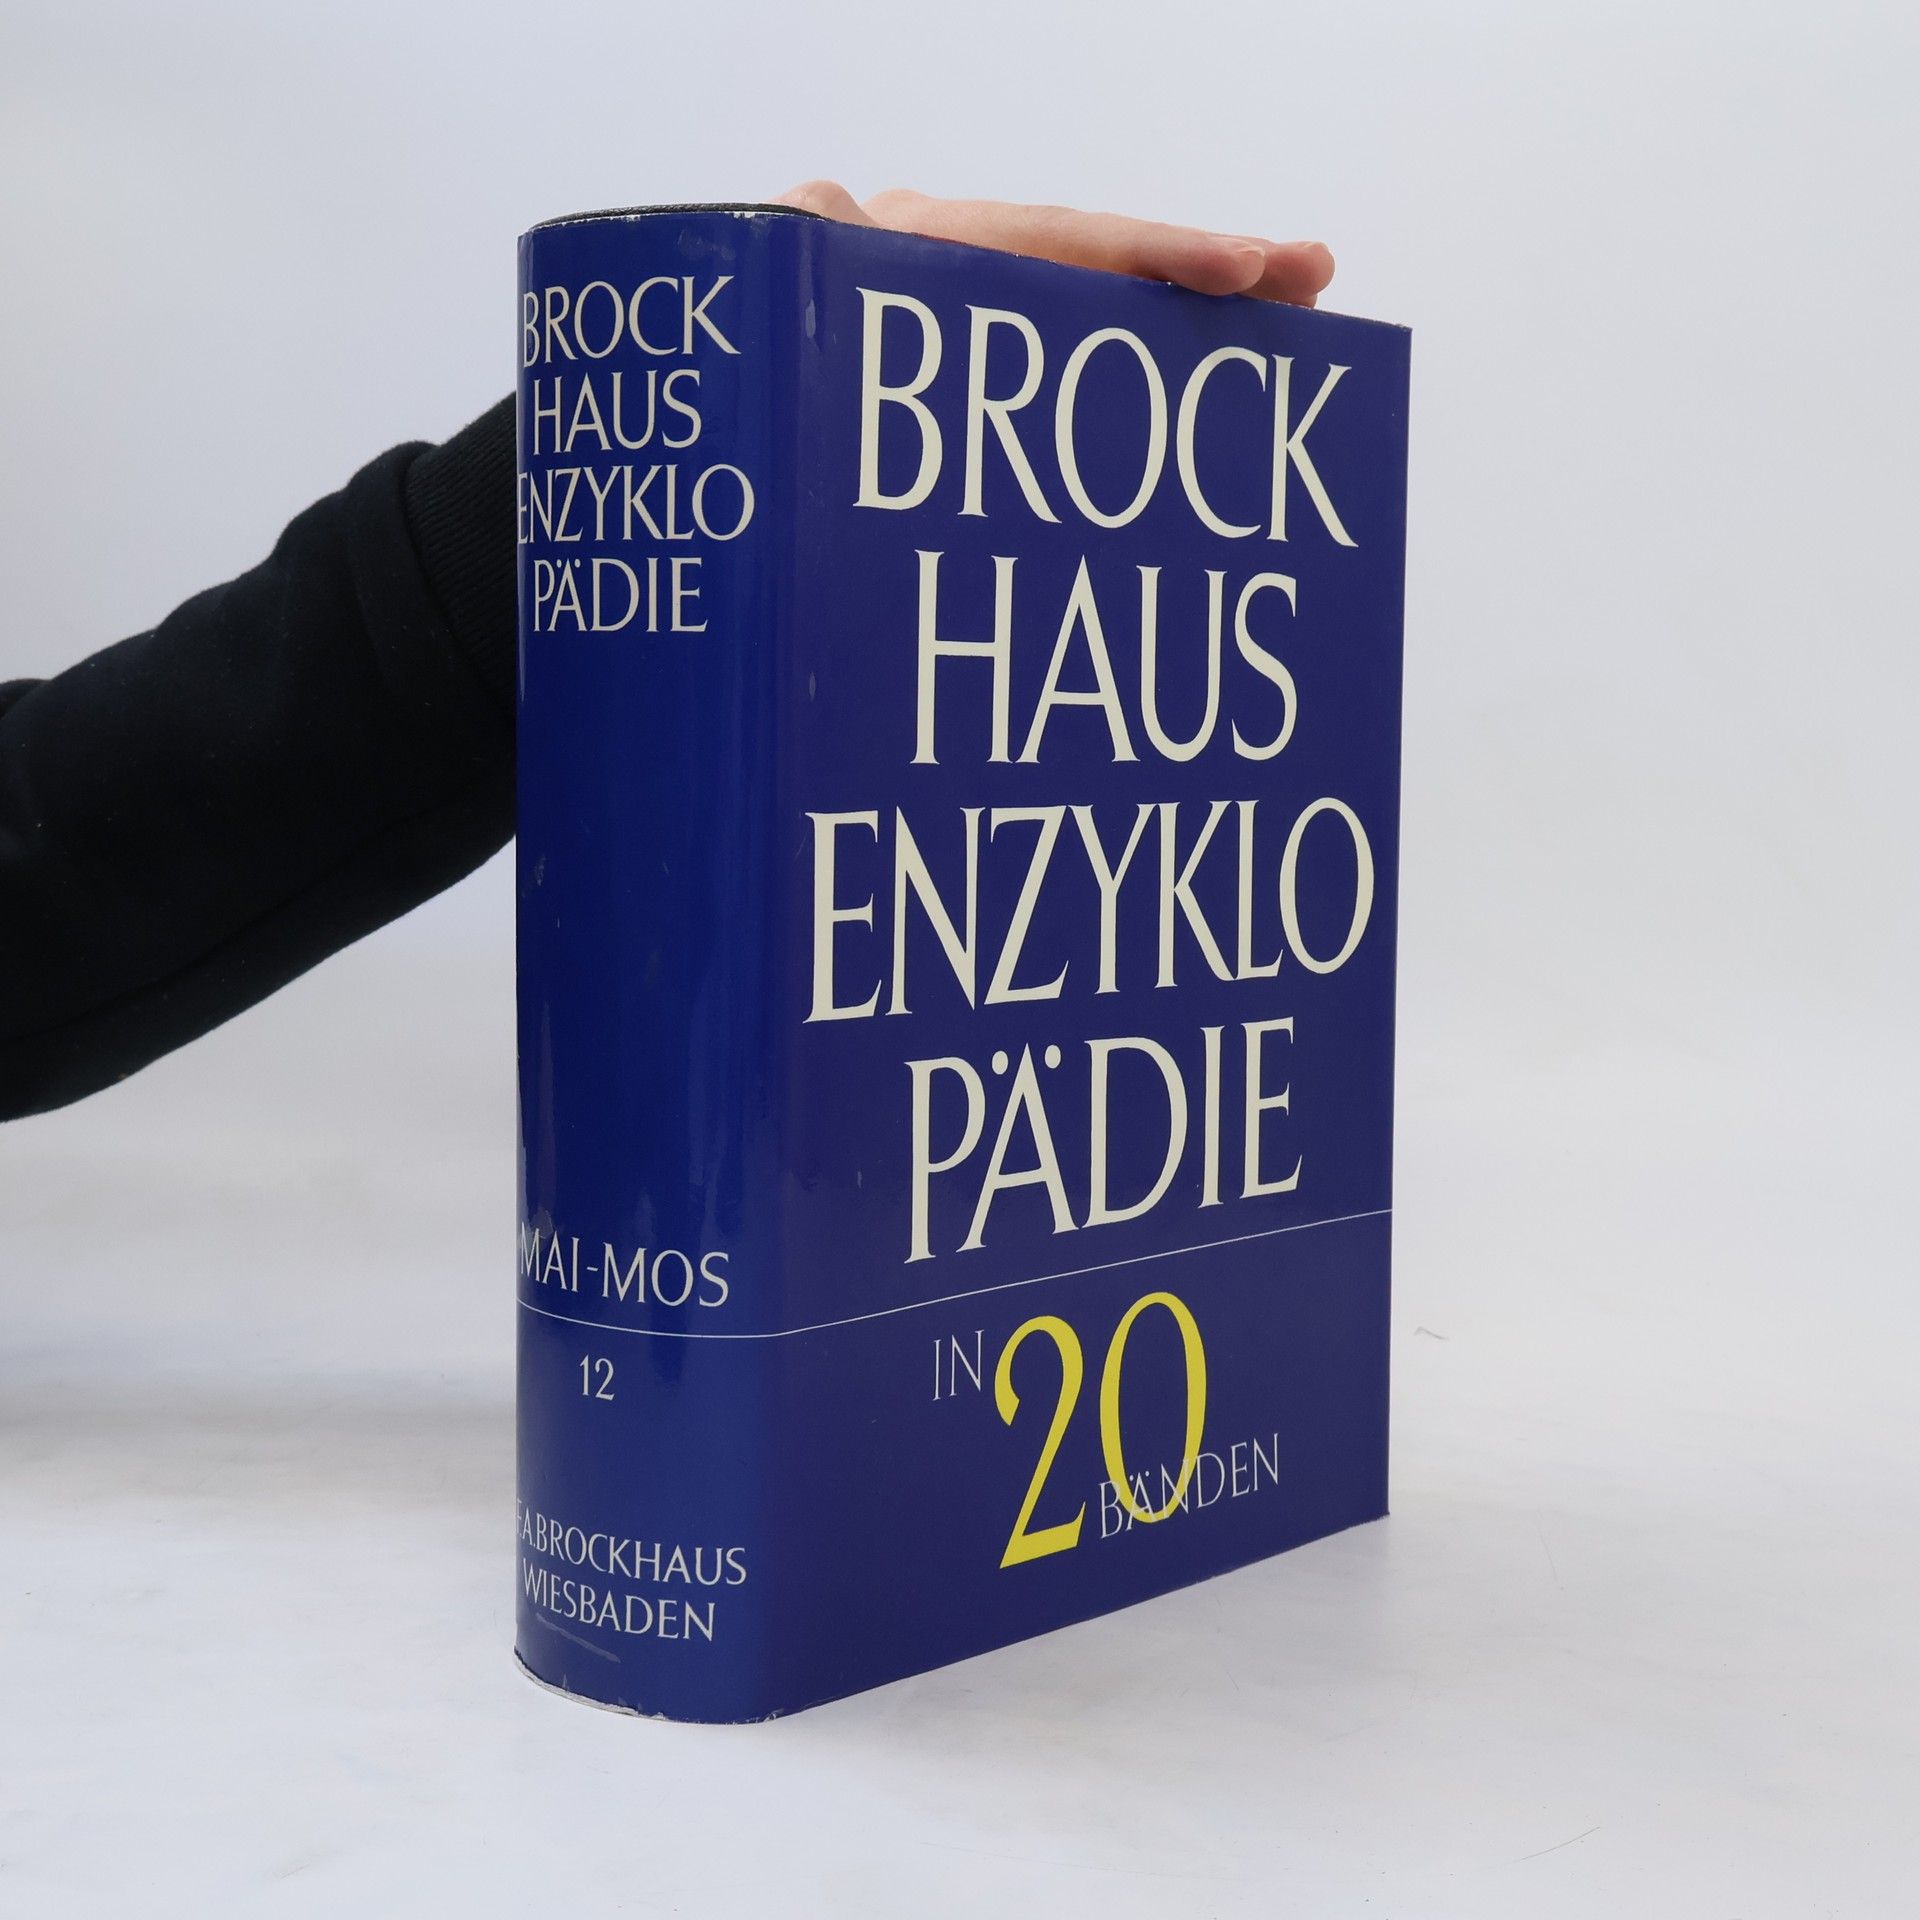 BROCK
HAUS
ENZYKLO
PÄDIE
MAI-MOS
12
F.A.BROCKHAUS
WIESBADEN
BROCK
HAUS
ENZYKLO
PÄDIE
IN 20 BÄNDEN